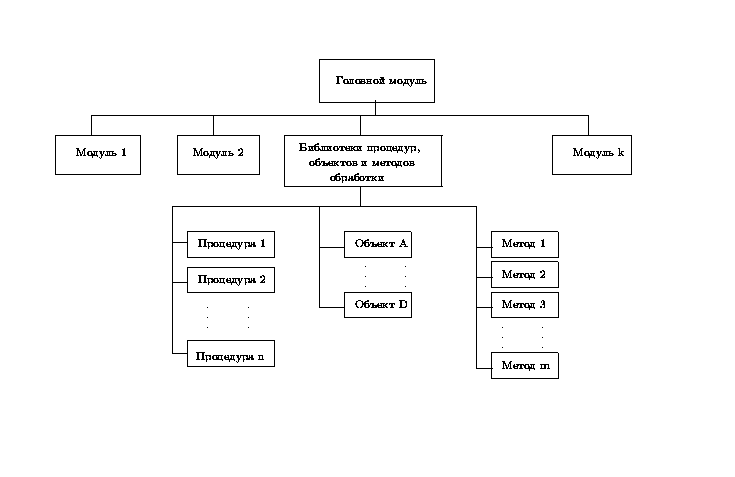 Головной модуль
Модуль 1
Модуль 2
Библиотеки процедур,
объектов и методов
обработки
Модуль k
Процедура 1
Процедура 2
Процедура n
Объект A
Объект D
Метод 1
Метод 2
Метод 3
Метод m